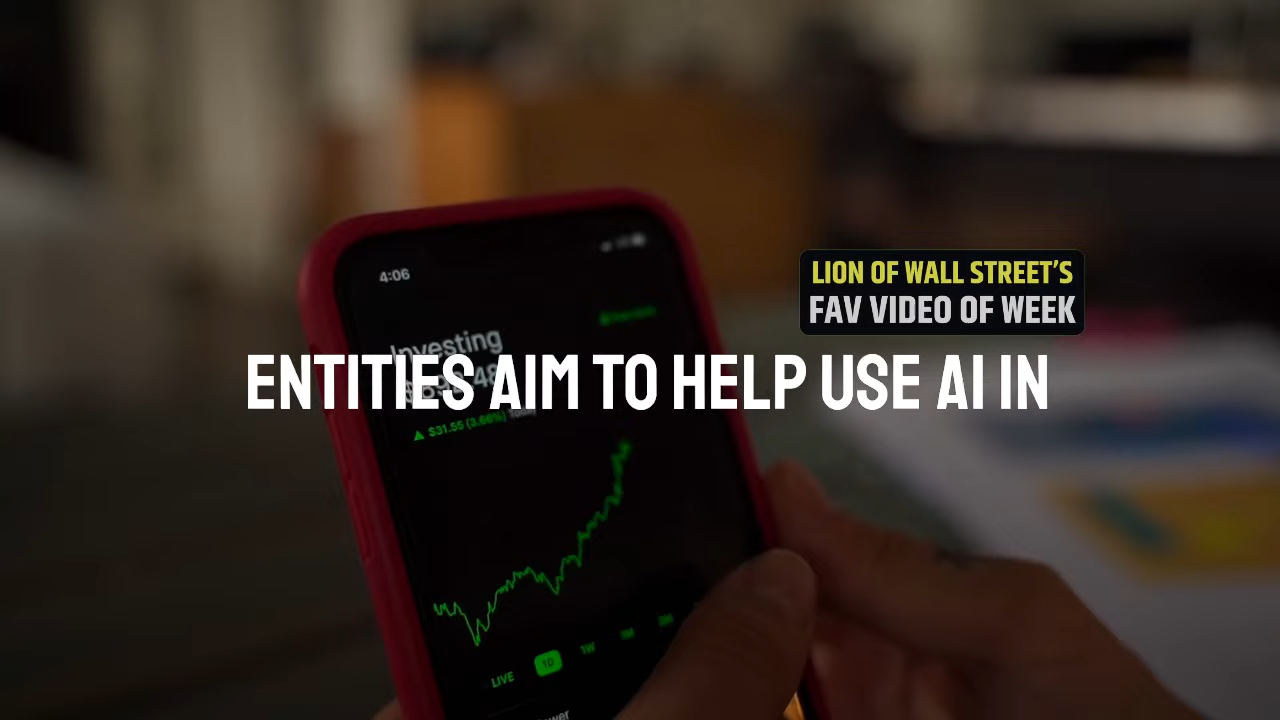 4:06
LION OF WALL STREET'S
FAV VIDEO OF WEEK
Investing
ENTITIES AIM TO HELP USE AI IN
$31.55 (3.66%) Today
LIVE
1D
1W